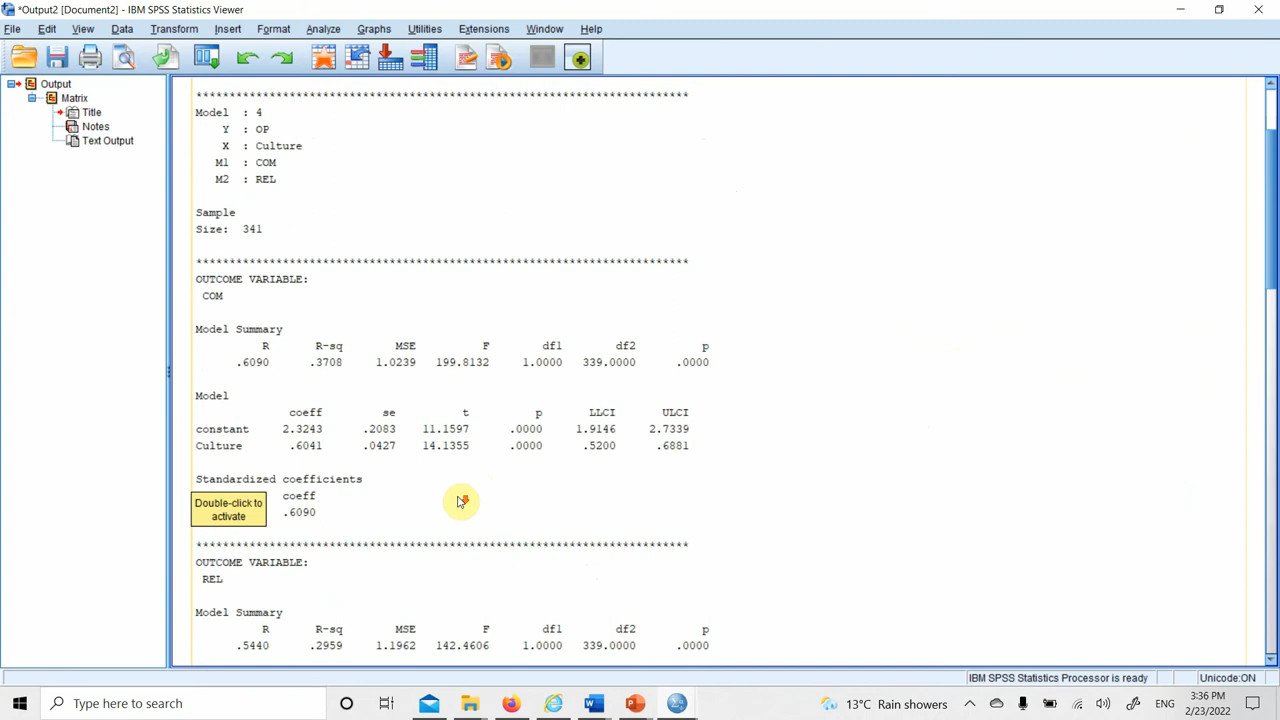 *Output2 [Document2] - IBM SPSS Statistics Viewer
File Edit View Data Transform Insert Format Analyze Graphs Utilities Extensions Window Help
Output
Matrix
Title
Notes
Text Output
**************************************************************************
Model : 4
Y : OP
X : Culture
M1 : COM
M2 : REL
Sample
Size: 341
**************************************************************************
OUTCOME VARIABLE:
COM
Model Summary
R R-sq MSE F df1 df2 p
.6090 .3708 1.0239 199.8132 1.0000 339.0000 .0000
Model
coeff se t p LLCI ULCI
constant 2.3243 .2083 11.1597 .0000 1.9146 2.7339
Culture .6041 .0427 14.1355 .0000 .5200 .6881
Standardized coefficients
coeff
.6090
Double-click to
activate
**************************************************************************
OUTCOME VARIABLE:
REL
Model Summary
R R-sq MSE F df1 df2 p
.5440 .2959 1.1962 142.4606 1.0000 339.0000 .0000
IBM SPSS Statistics Processor is ready Unicode:ON
Type here to search
13°C Rain showers
ENG
3:36 PM
2/23/2022